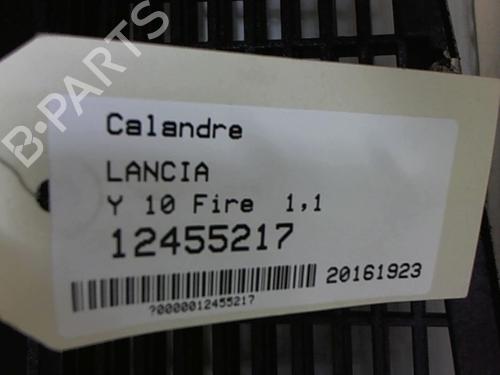 B-PARTS
Calandre
LANCIA
Y 10 Fire 1,1
12455217
20161923
?0000012455217